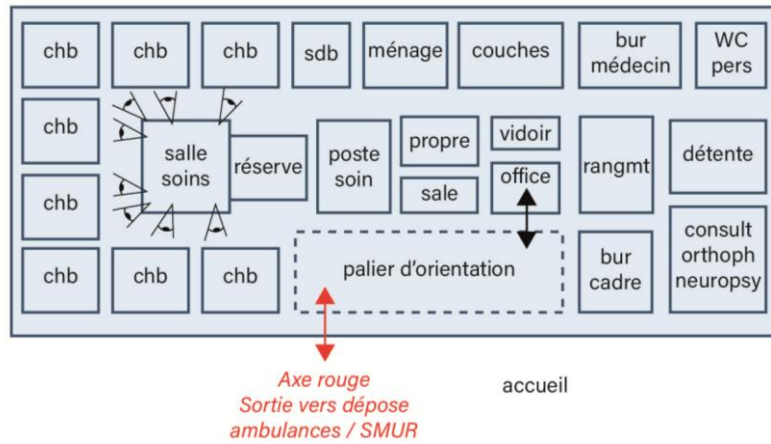 chb
chb
chb
sdb
ménage
couches
bur
médecin
WC
pers
chb
salle
soins
réserve
poste
soin
propre
sale
vidoir
office
rangmt
détente
chb
consult
orthoph
neuropsy
chb
chb
chb
palier d'orientation
bur
cadre
Axe rouge
Sortie vers dépose
ambulances / SMUR
accueil